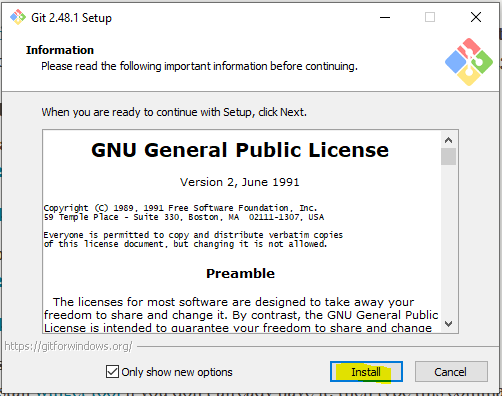 Git 2.48.1 Setup
Information
Please read the following important information before continuing.
When you are ready to continue with Setup, click Next.
GNU General Public License
Version 2, June 1991
Copyright (C) 1989, 1991 Free Software Foundation, Inc.
59 Temple Place - Suite 330, Boston, MA  02111-1307, USA
Everyone is permitted to copy and distribute verbatim copies
of this license document, but changing it is not allowed.
Preamble
The licenses for most software are designed to take away your
freedom to share and change it. By contrast, the GNU General Public
License is intended to guarantee your freedom to share and change
https://gitforwindows.org/
Only show new options
Install
Cancel